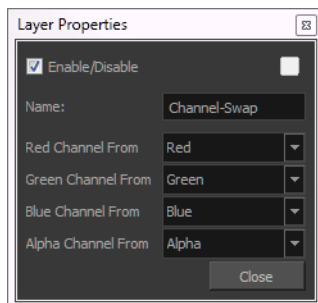 Layer Properties
Enable/Disable
Name: Channel-Swap
Red Channel From Red
Green Channel From Green
Blue Channel From Blue
Alpha Channel From Alpha
Close